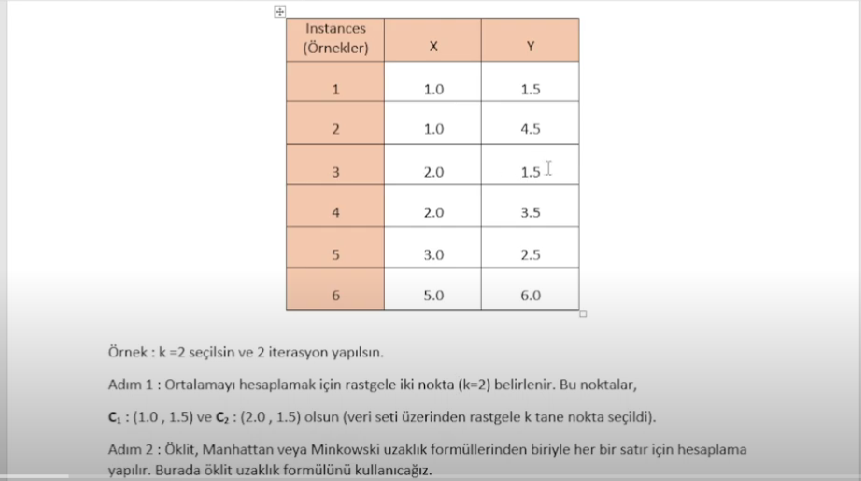 Instances
(Örnekler) X Y
1 1.0 1.5
2 1.0 4.5
3 2.0 1.5
4 2.0 3.5
5 3.0 2.5
6 5.0 6.0
Örnek : k =2 seçilsin ve 2 iterasyon yapılsın.
Adım 1 : Ortalamayı hesaplamak için rastgele iki nokta (k=2) belirlenir. Bu noktalar,
C₁ : (1.0 , 1.5) ve C₂ : (2.0 , 1.5) olsun (veri seti üzerinden rastgele k tane nokta seçildi).
Adım 2 : Öklit, Manhattan veya Minkowski uzaklık formüllerinden biriyle her bir satır için hesaplama
yapılır. Burada öklit uzaklık formülünü kullanıcağız.